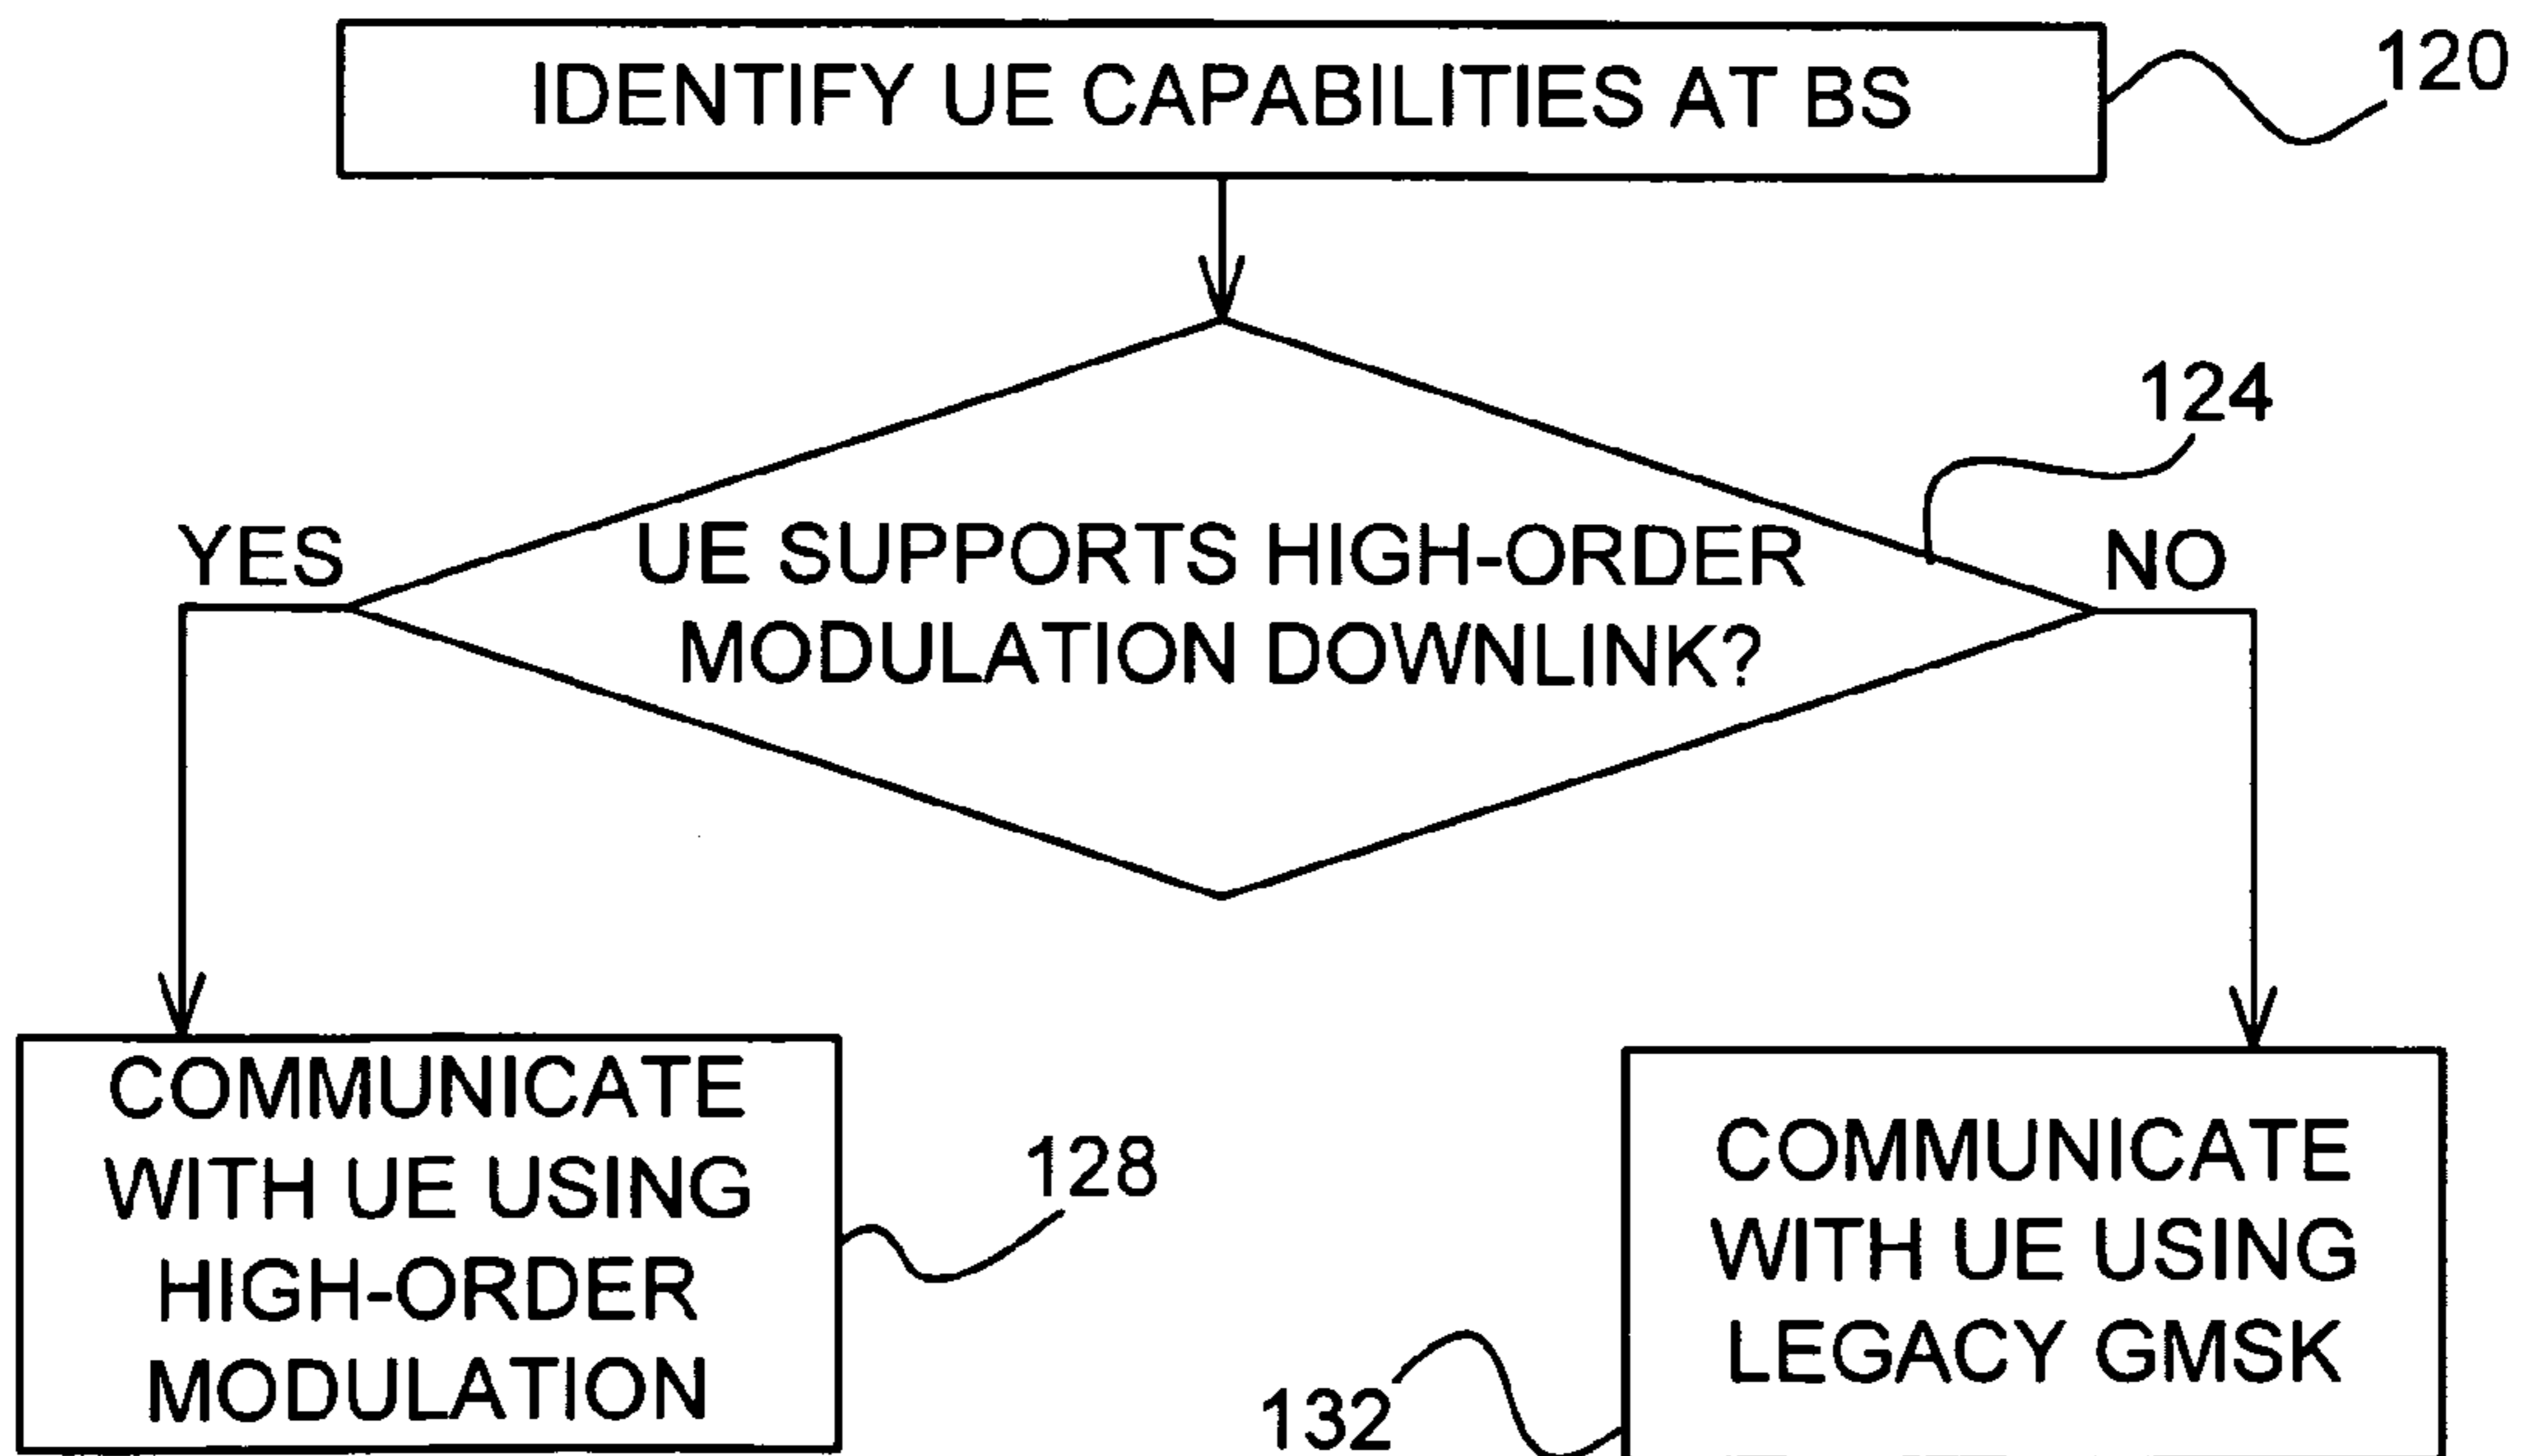 IDENTIFY UE CAPABILITIES AT BS
120
124
YES
UE SUPPORTS HIGH-ORDER
MODULATION DOWNLINK?
NO
COMMUNICATE
WITH UE USING
HIGH-ORDER
MODULATION
128
COMMUNICATE
WITH UE USING
LEGACY GMSK
132